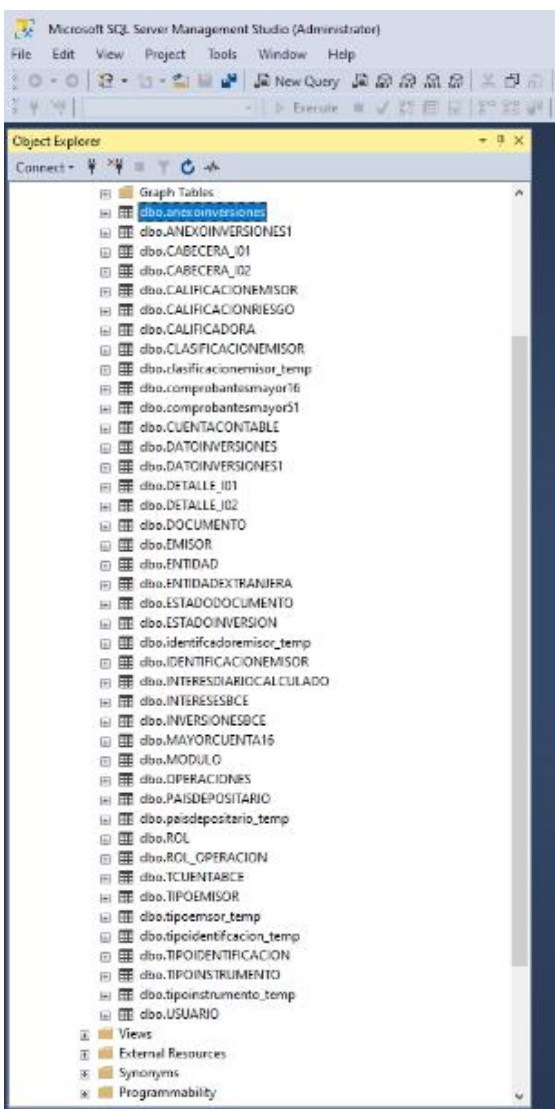 Microsoft SQL Server Management Studio (Administrator)
File Edit View Project Tools Window Help
New Query
Execute
Object Explorer
Connect
Graph Tables
dbo.anexoinversiones
dbo.ANEXOINVERSIONES1
dbo.CABECERA_I01
dbo.CABECERA_I02
dbo.CALIFICACIONEMISOR
dbo.CALIFICACIONRIESGO
dbo.CALIFICADORA
dbo.CLASIFICACIONEMISOR
dbo.clasificacionemisor_temp
dbo.comprobantesmayor16
dbo.comprobantesmayor51
dbo.CUENTACONTABLE
dbo.DATOINVERSIONES
dbo.DATOINVERSIONES1
dbo.DETALLE_I01
dbo.DETALLE_I02
dbo.DOCUMENTO
dbo.EMISOR
dbo.ENTIDAD
dbo.ENTIDADEXTRANJERA
dbo.ESTADODOCUMENTO
dbo.ESTADOINVERSION
dbo.identifcadoremisor_temp
dbo.IDENTIFICACIONEMISOR
dbo.INTERESDIARIOCALCULADO
dbo.INTERESESBCE
dbo.INVERSIONESBCE
dbo.MAYORCUENTA16
dbo.MODULO
dbo.OPERACIONES
dbo.PAISDEPOSITARIO
dbo.paisdepositario_temp
dbo.ROL
dbo.ROL_OPERACION
dbo.TCUENTABCE
dbo.TIPOEMISOR
dbo.tipoemsor_temp
dbo.tipoidentifcacion_temp
dbo.TIPOIDENTIFICACION
dbo.TIPOINSTRUMENTO
dbo.tipoinstrumento_temp
dbo.USUARIO
Views
External Resources
Synonyms
Programmability